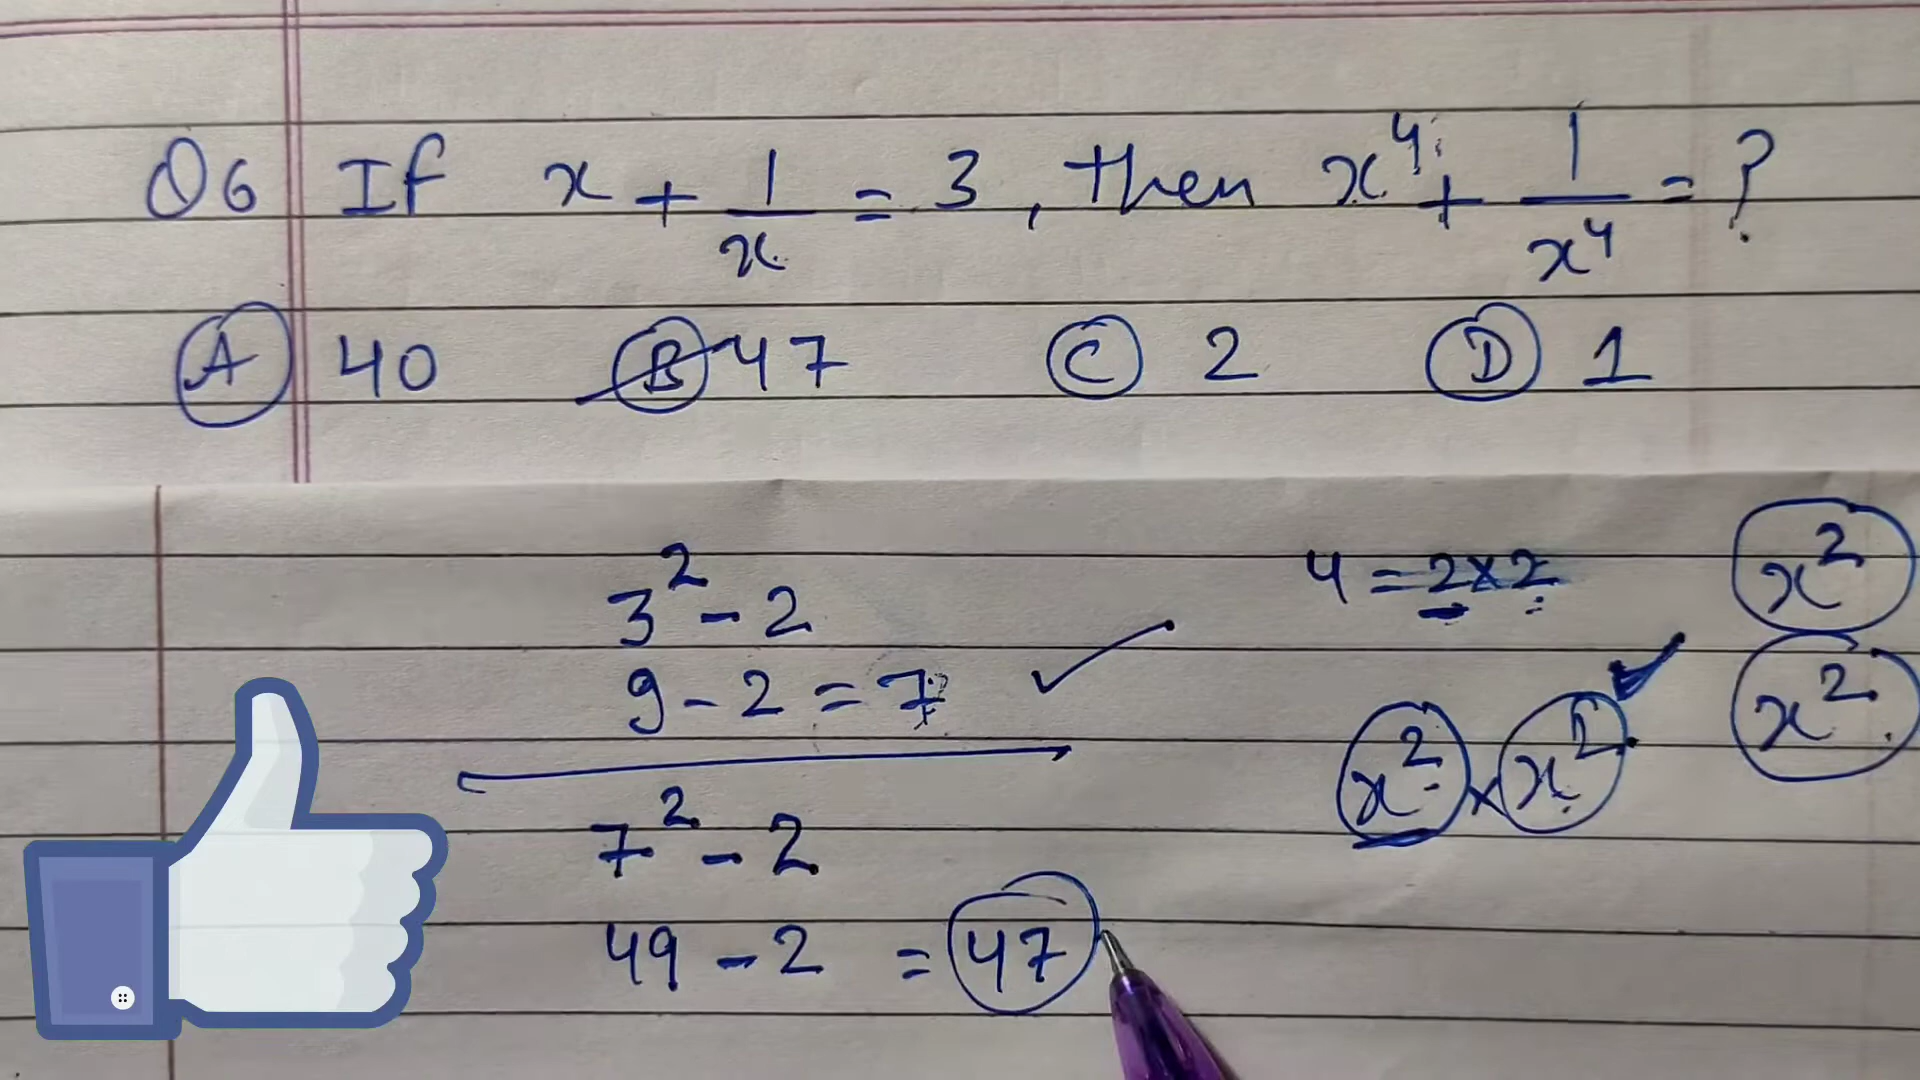 Q6 If x + 1/x = 3, then x⁴ + 1/x⁴ = ?
A 40 B 47 C 2 D 1
3² - 2
9 - 2 = 7
7² - 2
49 - 2 = 47
4 = 2×2
x² × x²
x²
x²